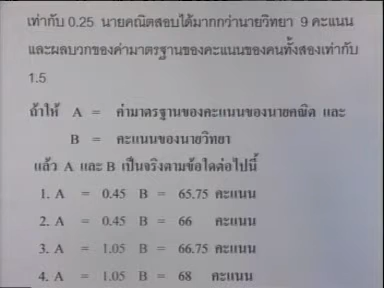 เท่ากับ 0.25 นายคณิตสอบได้มากกว่านายวิทยา 9 คะแนน
และผลบวกของค่ามาตรฐานของคะแนนของคนทั้งสองเท่ากับ
1.5
ถ้าให้ A = ค่ามาตรฐานของคะแนนของนายคณิต และ
B = คะแนนของนายวิทยา
แล้ว A และ B เป็นจริงตามข้อใดต่อไปนี้
1. A = 0.45 B = 65.75 คะแนน
2. A = 0.45 B = 66 คะแนน
3. A = 1.05 B = 66.75 คะแนน
4. A = 1.05 B = 68 คะแนน